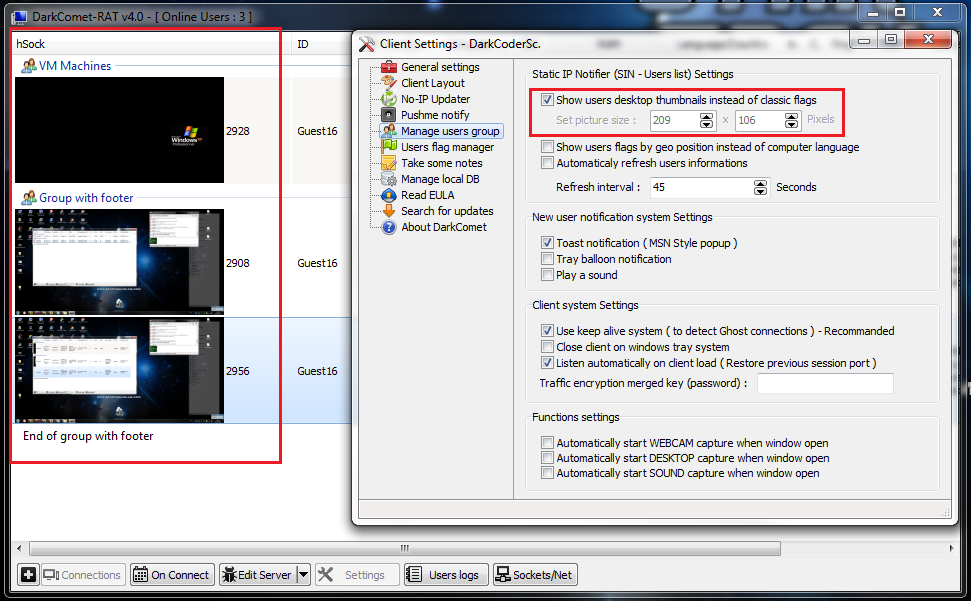 DarkComet-RAT v4.0 - [ Online Users : 3 ]
hSock
ID
VM Machines
Windows XP
Professional
2928
Guest16
Group with footer
2908
Guest16
2956
Guest16
End of group with footer
Client Settings - DarkCoderSc.
General settings
Client Layout
No-IP Updater
Pushme notify
Manage users group
Users flag manager
Take some notes
Manage local DB
Read EULA
Search for updates
About DarkComet
Static IP Notifier (SIN - Users list) Settings
Show users desktop thumbnails instead of classic flags
Set picture size : 209 x 106 Pixels
Show users flags by geo position instead of computer language
Automaticaly refresh users informations
Refresh interval : 45 Seconds
New user notification system Settings
Toast notification ( MSN Style popup )
Tray balloon notification
Play a sound
Client system Settings
Use keep alive system ( to detect Ghost connections ) - Recommanded
Close client on windows tray system
Listen automatically on client load ( Restore previous session port )
Traffic encryption merged key (password) :
Functions settings
Automatically start WEBCAM capture when window open
Automatically start DESKTOP capture when window open
Automatically start SOUND capture when window open
Connections
On Connect
Edit Server
Settings
Users logs
Sockets/Net